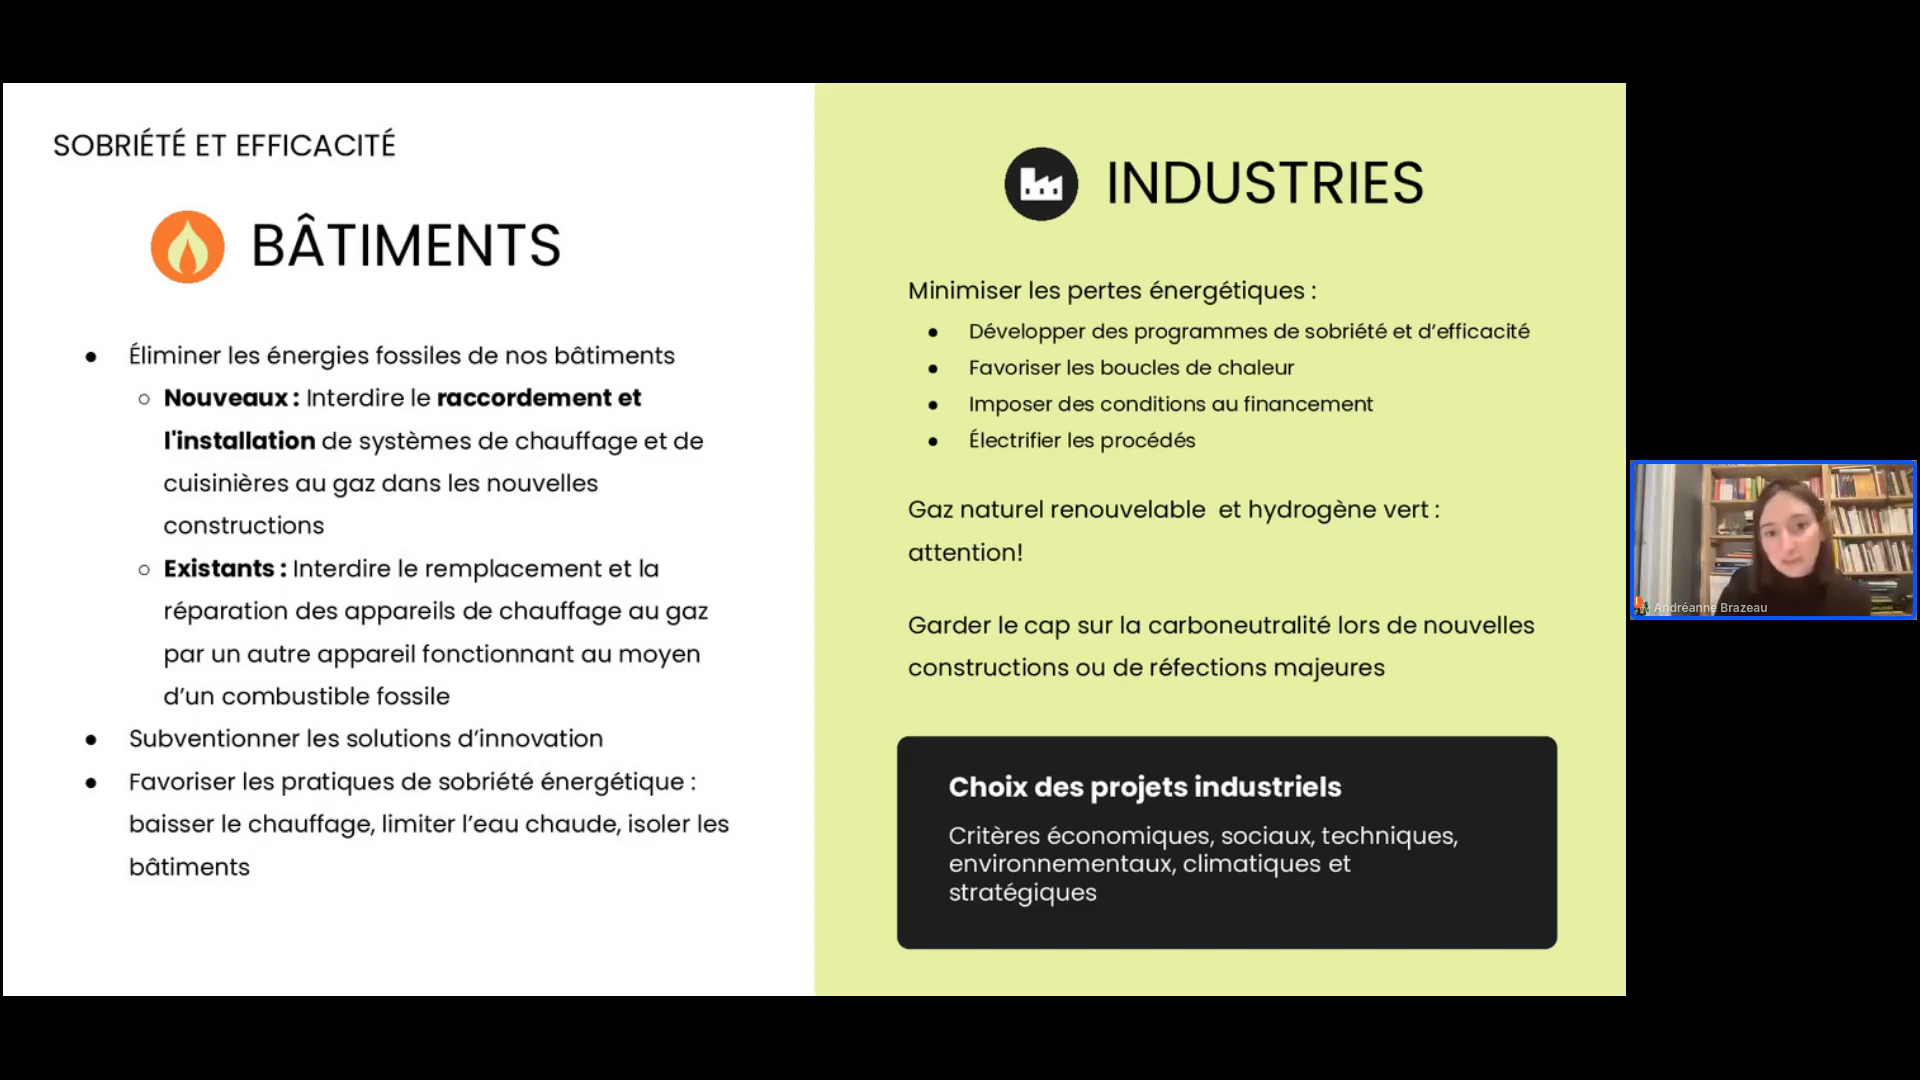 SOBRIÉTÉ ET EFFICACITÉ
BÂTIMENTS
● Éliminer les énergies fossiles de nos bâtiments
○ Nouveaux : Interdire le raccordement et
l'installation de systèmes de chauffage et de
cuisinières au gaz dans les nouvelles
constructions
○ Existants : Interdire le remplacement et la
réparation des appareils de chauffage au gaz
par un autre appareil fonctionnant au moyen
d’un combustible fossile
● Subventionner les solutions d’innovation
● Favoriser les pratiques de sobriété énergétique :
baisser le chauffage, limiter l’eau chaude, isoler les
bâtiments
INDUSTRIES
Minimiser les pertes énergétiques :
● Développer des programmes de sobriété et d’efficacité
● Favoriser les boucles de chaleur
● Imposer des conditions au financement
● Électrifier les procédés
Gaz naturel renouvelable  et hydrogène vert :
attention!
Garder le cap sur la carboneutralité lors de nouvelles
constructions ou de réfections majeures
Choix des projets industriels
Critères économiques, sociaux, techniques,
environnementaux, climatiques et
stratégiques
Andréanne Brazeau